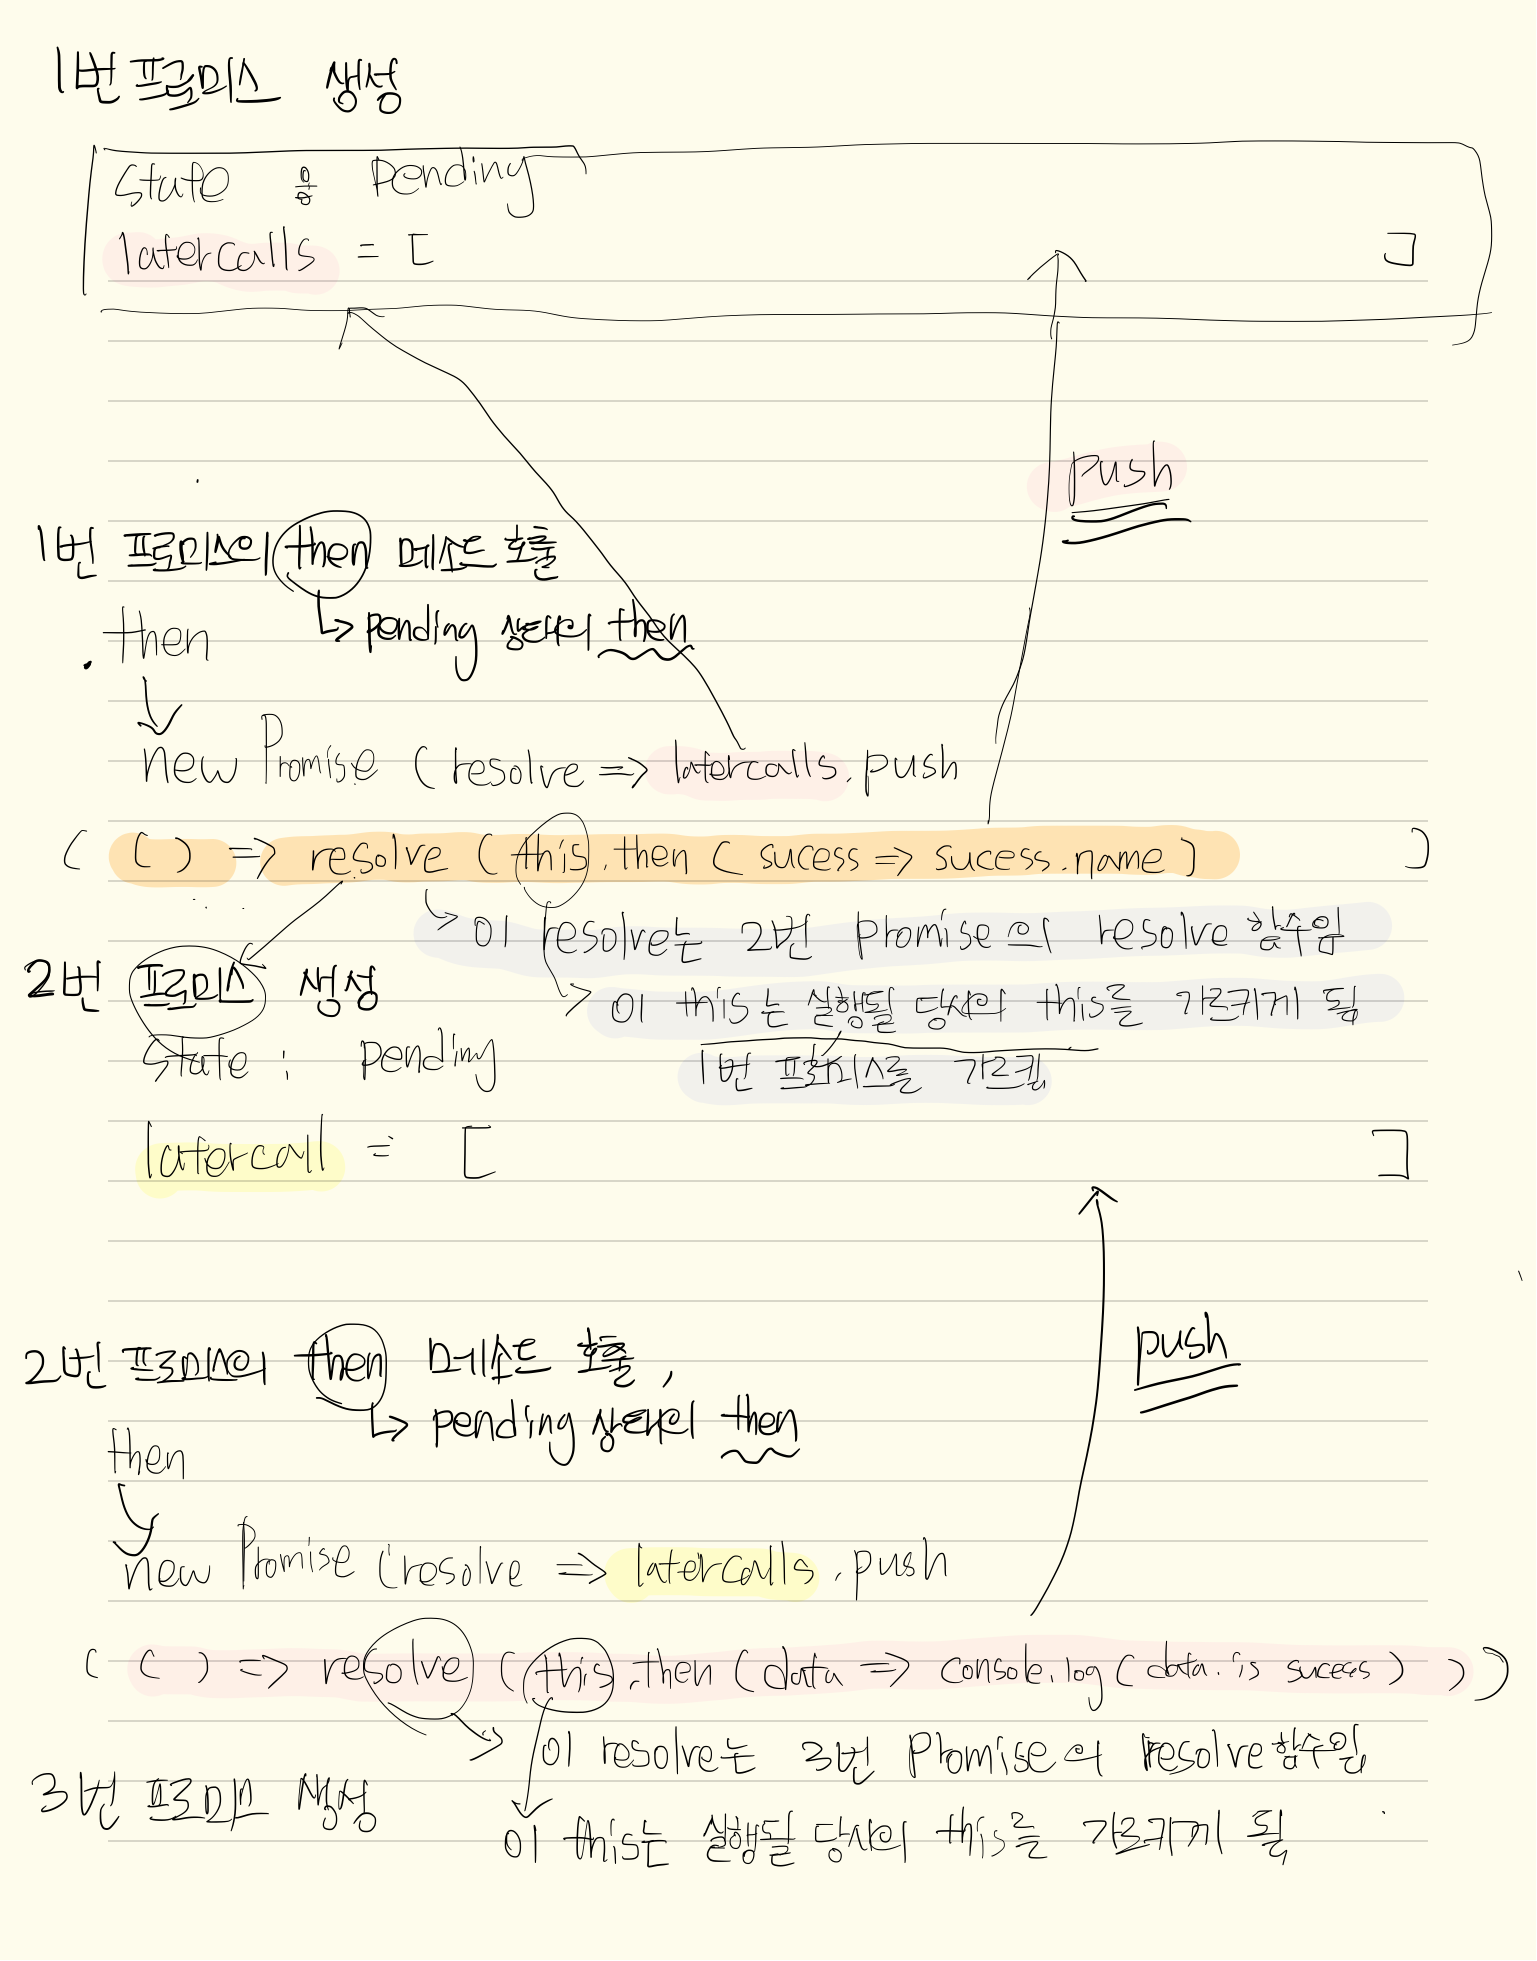 1번 프로미스 생성
state : Pending
latercalls = [ ]
push
1번 프로미스의 then 메소드 호출
then
↳ pending 상태의 then
new Promise (resolve => latercalls.push
( ( ) => resolve (this.then ( sucess => sucess.name ) )
↳ 이 resolve는 2번 promise의 resolve 함수임
2번 프로미스 생성
이 this는 실행될 당시의 this를 가르키게 됨
state : pending
1번 프로미스를 가르킴
latercall = [ ]
push
2번 프로미스의 then 메소드 호출,
↳ pending 상태의 then
then
new Promise (resolve => latercalls.push
( ( ) => resolve (this.then (data => console.log (data.is sucess) ) )
이 resolve는 3번 Promise의 resolve 함수임
3번 프로미스 생성
이 this는 실행될 당시의 this를 가르키게 됨